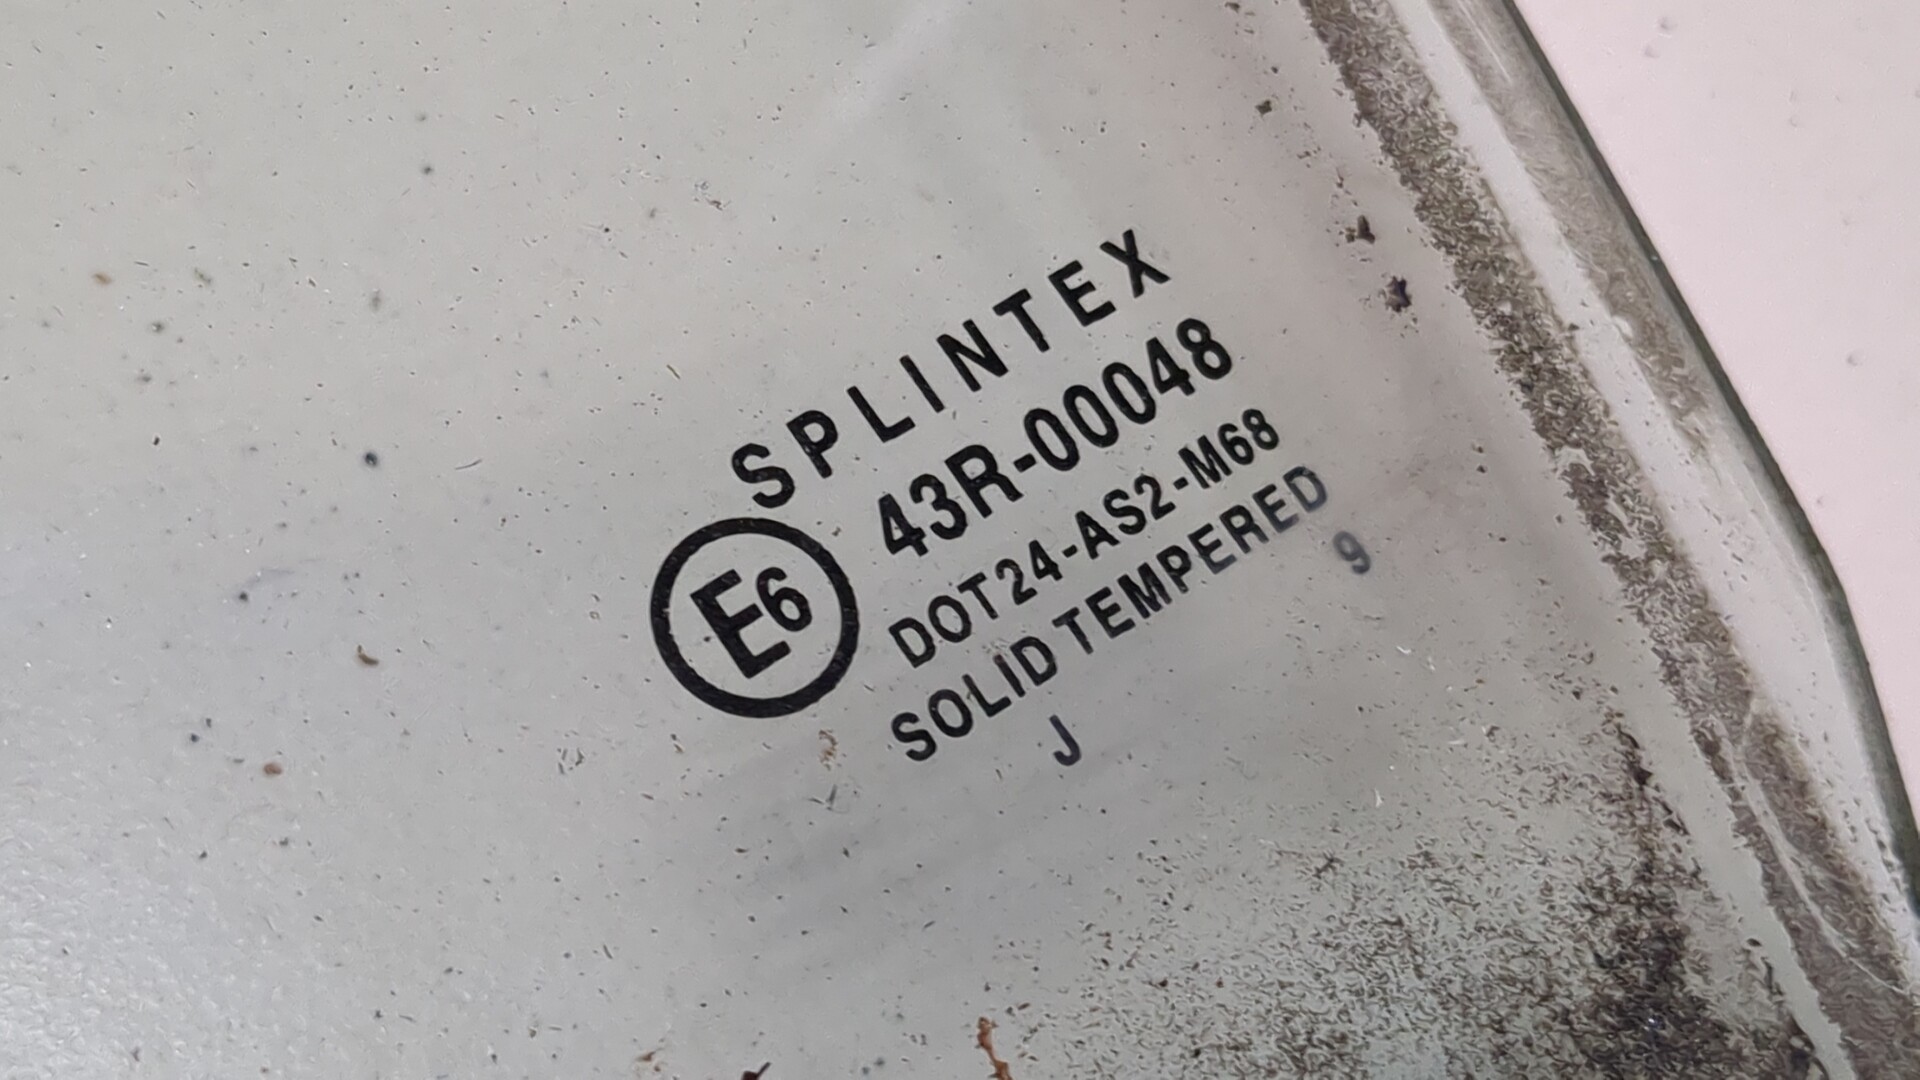 SPLINTEX
E6 43R-00048
DOT24-AS2-M68
SOLID TEMPERED
J 9